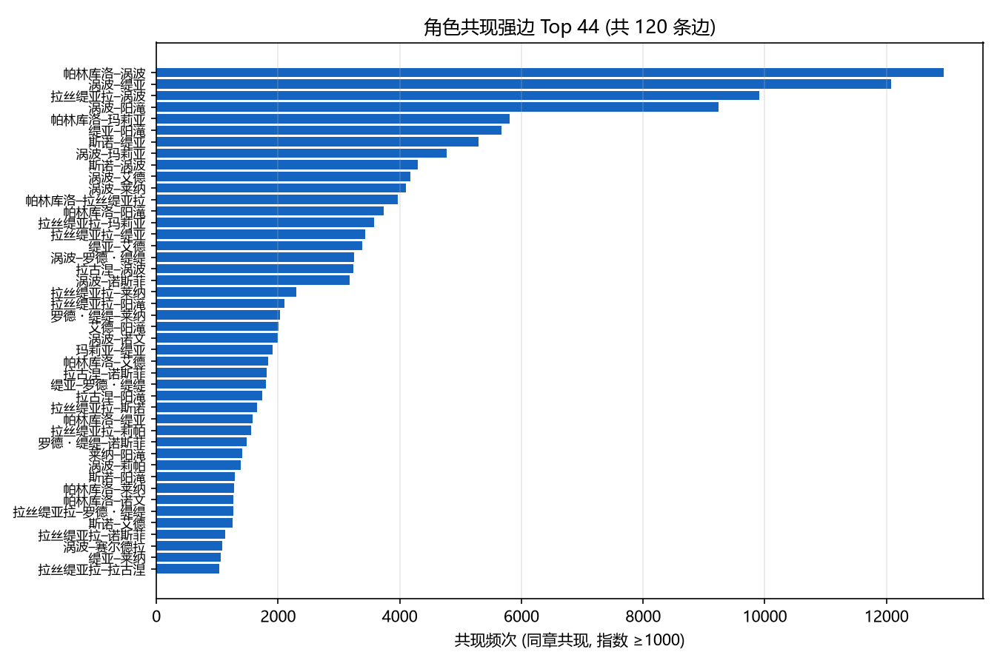 角色共现强边 Top 44 (共 120 条边)
帕林库洛–涡波
涡波–缇亚
拉丝缇亚拉–涡波
涡波–阳滝
帕林库洛–玛莉亚
缇亚–阳滝
斯诺–缇亚
涡波–玛莉亚
斯诺–涡波
涡波–艾德
涡波–莱纳
帕林库洛–拉丝缇亚拉
帕林库洛–阳滝
拉丝缇亚拉–玛莉亚
拉丝缇亚拉–缇亚
缇亚–艾德
涡波–罗德·缇缇
拉古涅–涡波
涡波–诺斯菲
拉丝缇亚拉–莱纳
拉丝缇亚拉–阳滝
罗德·缇缇–莱纳
艾德–阳滝
涡波–诺文
玛莉亚–缇亚
帕林库洛–艾德
拉古涅–诺斯菲
缇亚–罗德·缇缇
拉古涅–阳滝
拉丝缇亚拉–斯诺
帕林库洛–缇亚
拉丝缇亚拉–莉帕
罗德·缇缇–诺斯菲
莱纳–阳滝
涡波–莉帕
斯诺–阳滝
帕林库洛–莱纳
帕林库洛–诺文
拉丝缇亚拉–罗德·缇缇
斯诺–艾德
拉丝缇亚拉–诺斯菲
涡波–赛尔德拉
缇亚–莱纳
拉丝缇亚拉–拉古涅
0 2000 4000 6000 8000 10000 12000
共现频次 (同章共现, 指数 ≥1000)